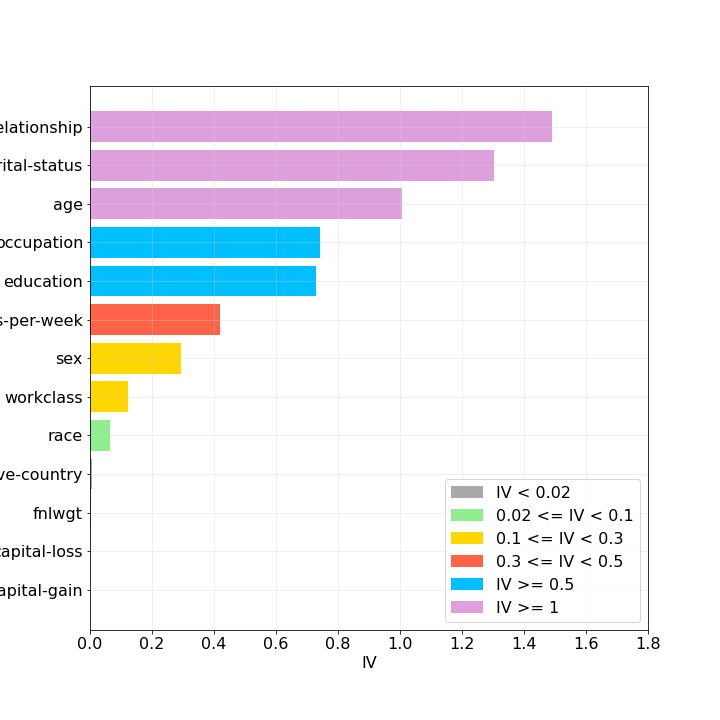 elationship
rital-status
age
occupation
education
s-per-week
sex
workclass
race
ve-country
fnlwgt
capital-loss
apital-gain
IV < 0.02
0.02 <= IV < 0.1
0.1 <= IV < 0.3
0.3 <= IV < 0.5
IV >= 0.5
IV >= 1
0.0 0.2 0.4 0.6 0.8 1.0 1.2 1.4 1.6 1.8
IV